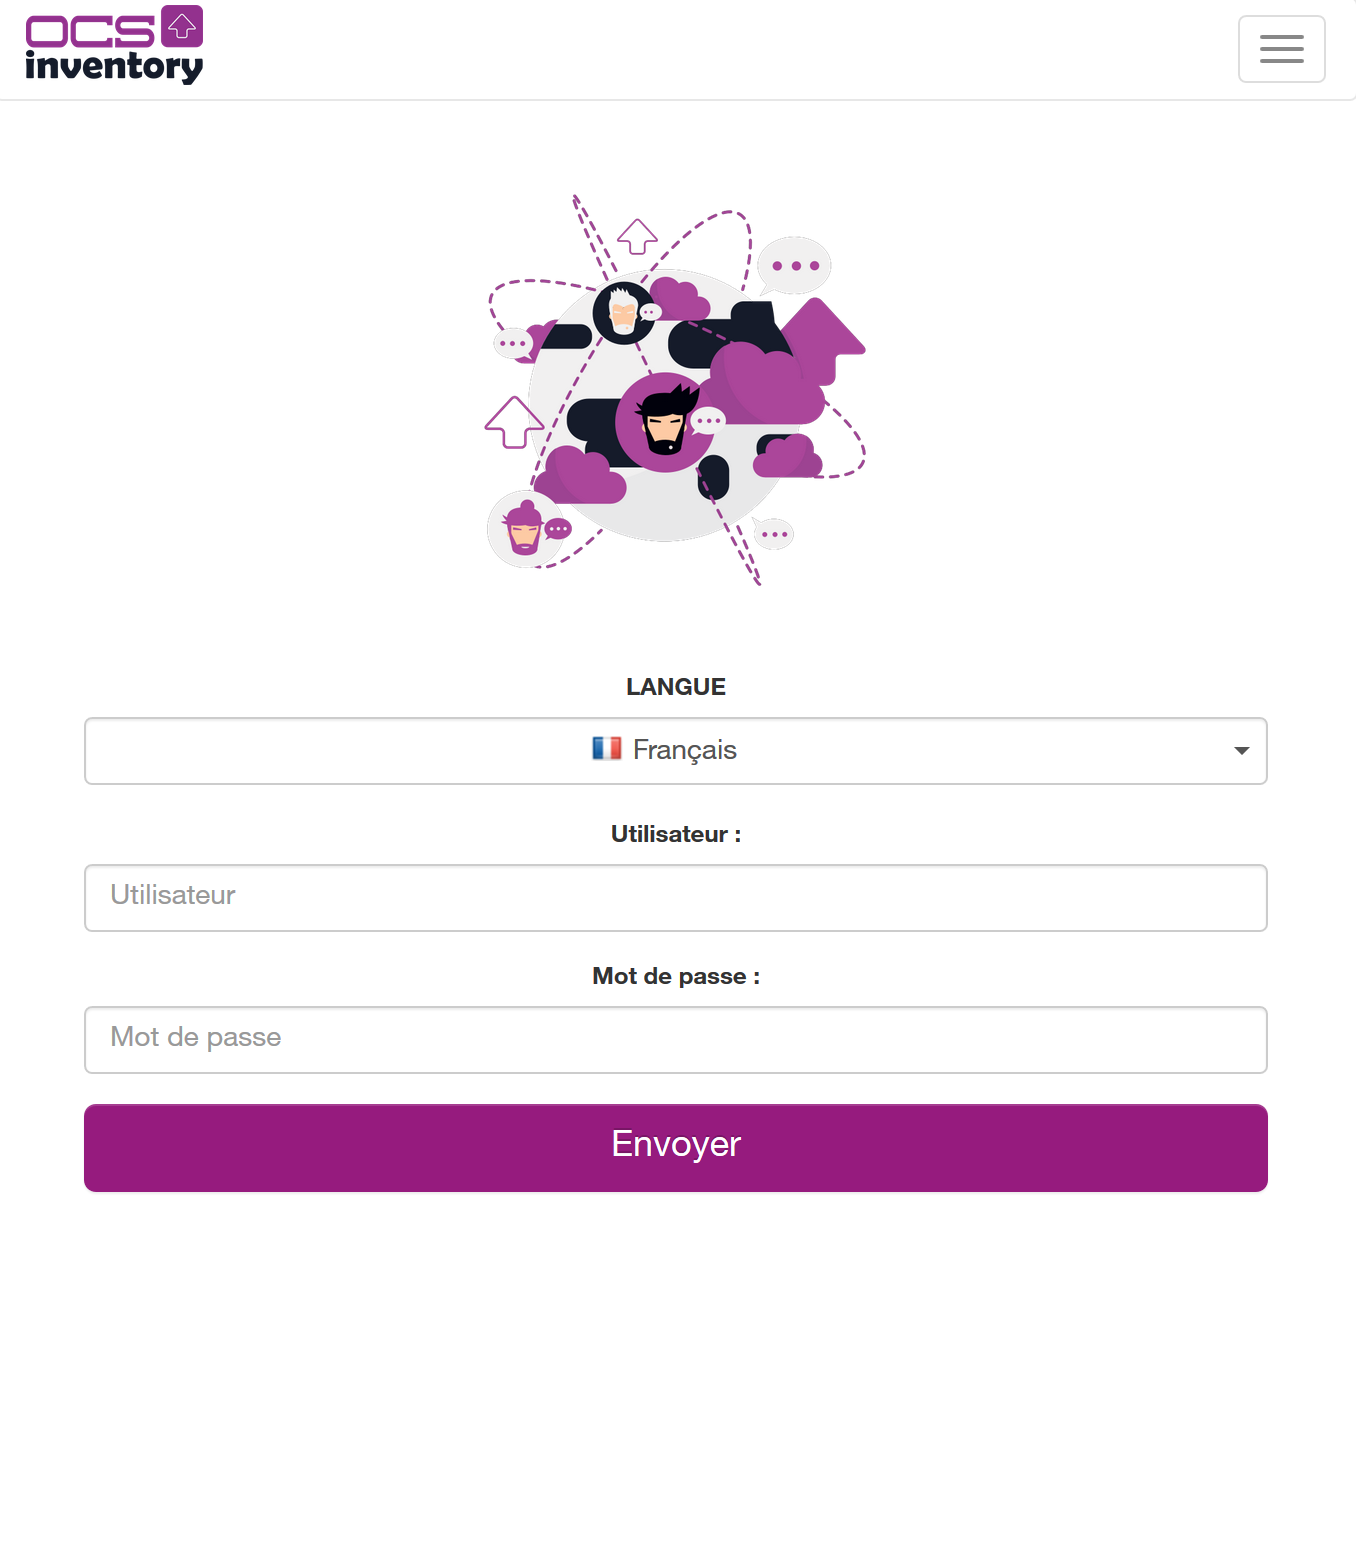 OCS
inventory
LANGUE
Français
Utilisateur :
Utilisateur
Mot de passe :
Mot de passe
Envoyer